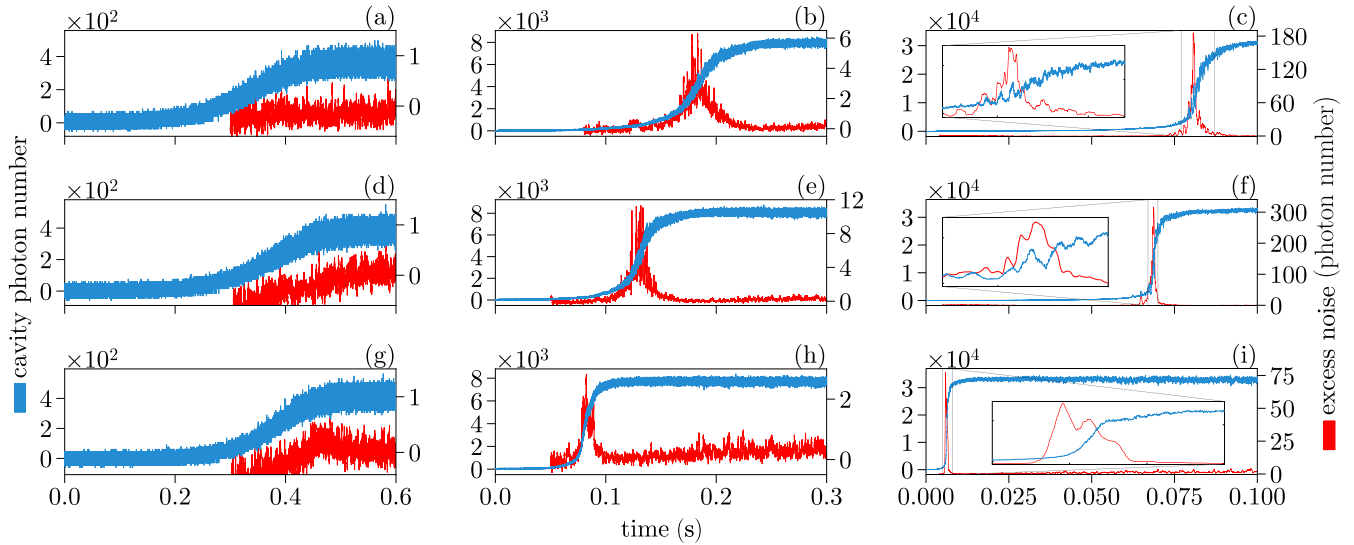 ×10² (a) ×10³ (b) ×10⁴ (c)
4 2 0 1 0
8 6 4 2 0 6 4 2 0
3 2 1 0 180 120 60 0
×10² (d) ×10³ (e) ×10⁴ (f)
4 2 0 1 0
8 6 4 2 0 12 8 4 0
3 2 1 0 300 200 100 0
×10² (g) ×10³ (h) ×10⁴ (i)
4 2 0 1 0
8 6 4 2 0 2 0
3 2 1 0 75 50 25 0
0.0 0.2 0.4 0.6
0.0 0.1 0.2 0.3
0.000 0.025 0.050 0.075 0.100
time (s)
cavity photon number
excess noise (photon number)